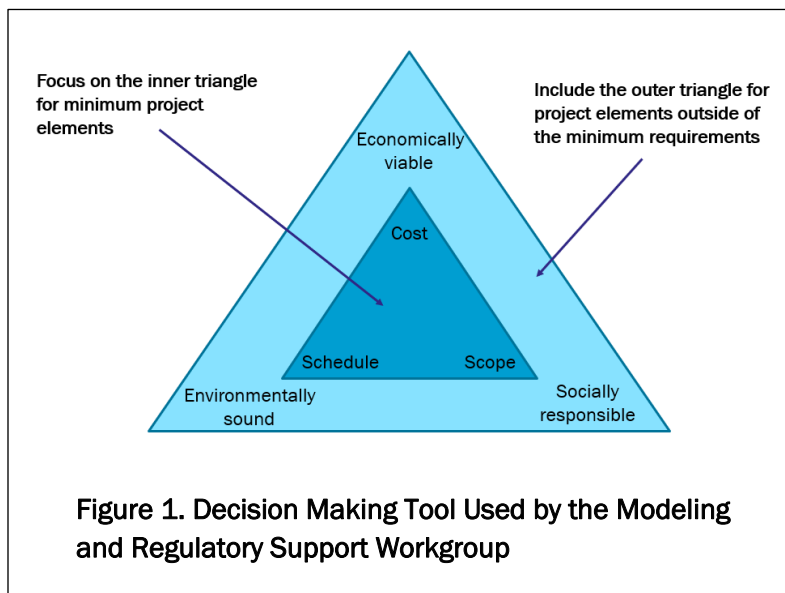 Focus on the inner triangle
for minimum project
elements
Include the outer triangle for
project elements outside of
the minimum requirements
Economically
viable
Cost
Schedule
Scope
Environmentally
sound
Socially
responsible
Figure 1. Decision Making Tool Used by the Modeling
and Regulatory Support Workgroup